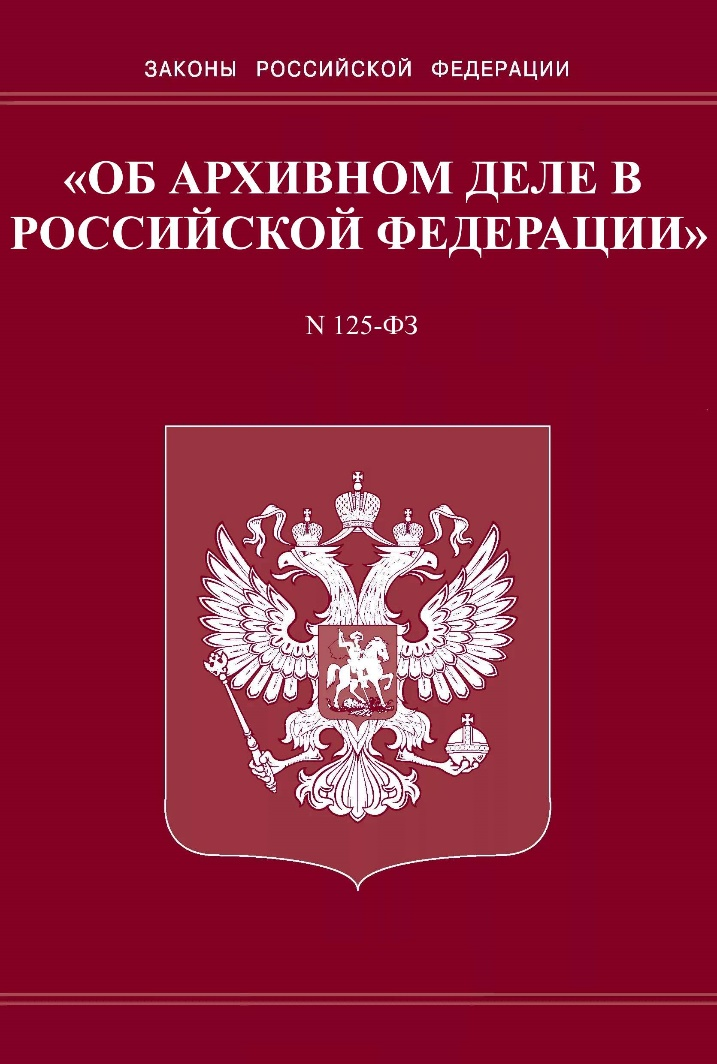 ЗАКОНЫ РОССИЙСКОЙ ФЕДЕРАЦИИ
«ОБ АРХИВНОМ ДЕЛЕ В
РОССИЙСКОЙ ФЕДЕРАЦИИ»
N 125-ФЗ